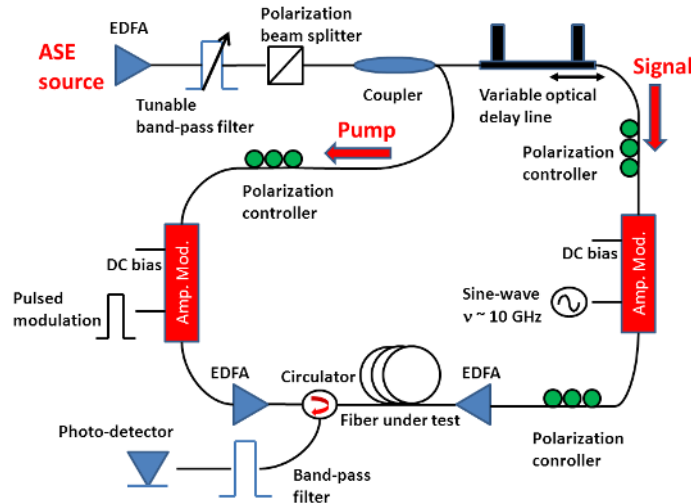 EDFA
ASE
source
Tunable
band-pass filter
Polarization
beam splitter
Coupler
Variable optical
delay line
Signal
Pump
Polarization
controller
Polarization
controller
DC bias
Amp. Mod.
Pulsed
modulation
DC bias
Amp. Mod.
Sine-wave
ν ~ 10 GHz
EDFA
Circulator
Fiber under test
EDFA
Polarization
conroller
Photo-detector
Band-pass
filter